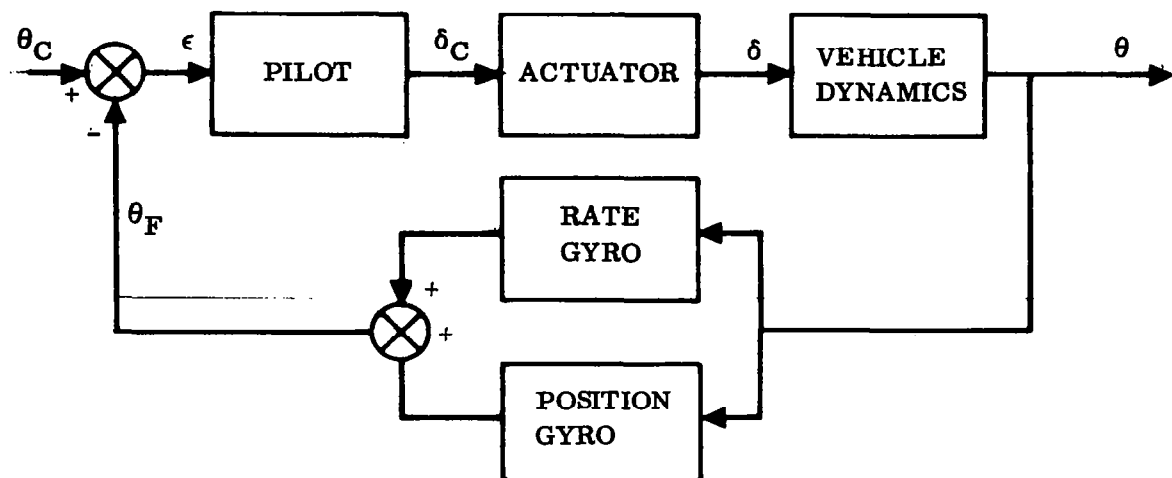 θC
+
-
ϵ
PILOT
δC
ACTUATOR
δ
VEHICLE
DYNAMICS
θ
θF
RATE
GYRO
+
+
POSITION
GYRO